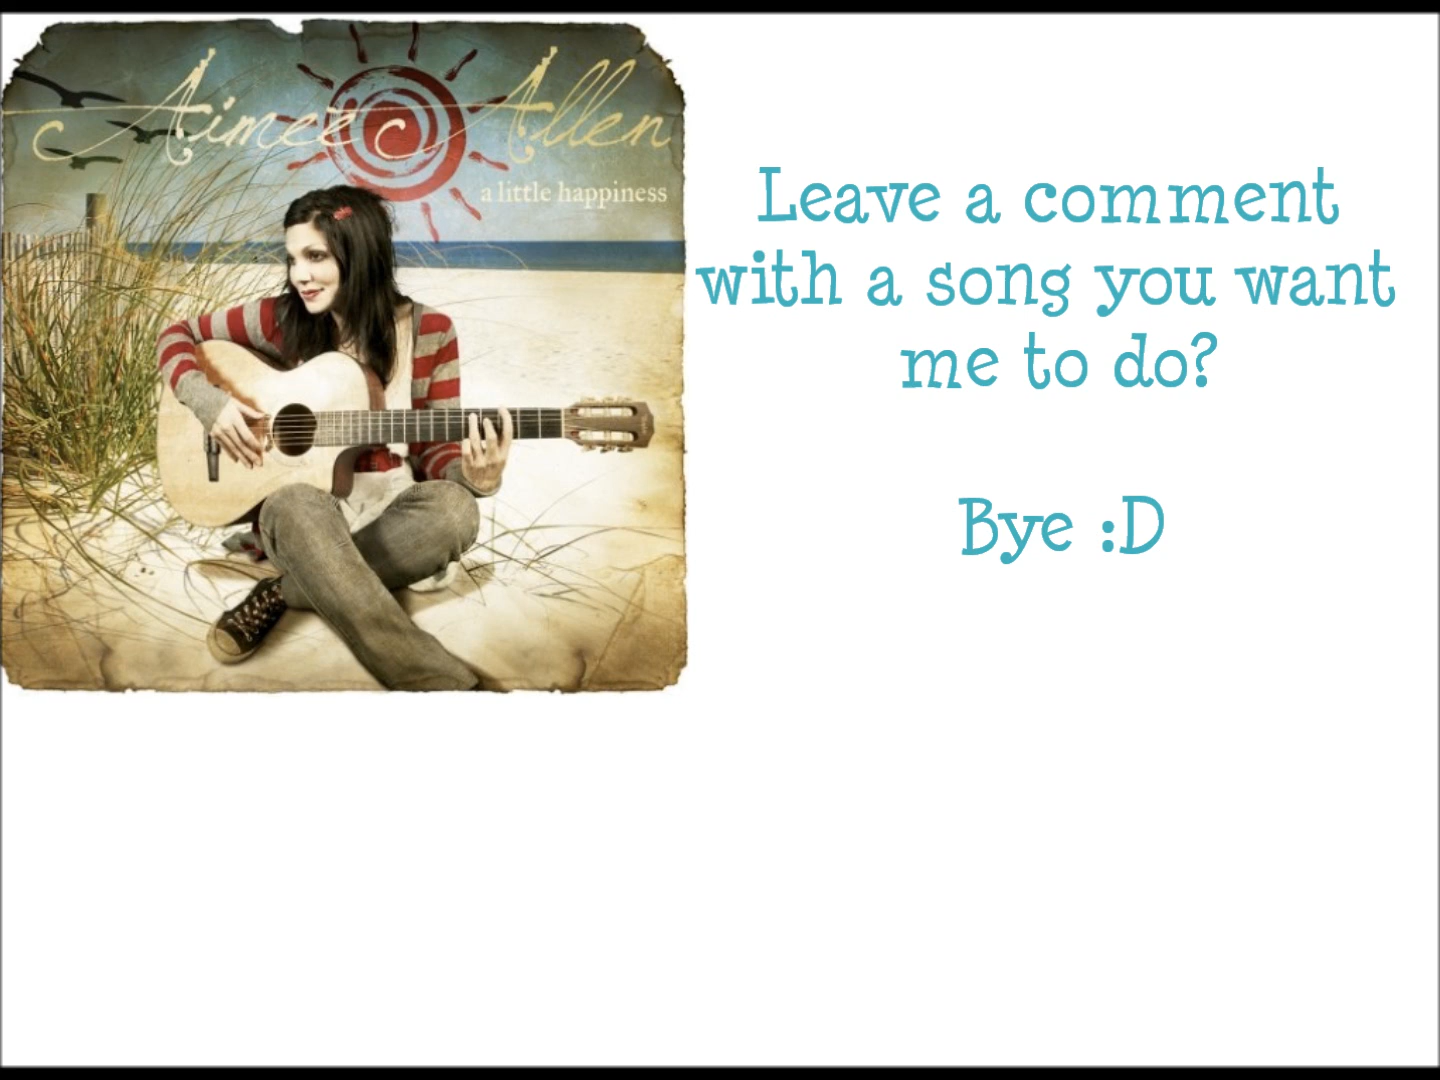 Aimee Allen
a little happiness
Leave a comment
with a song you want
me to do?
Bye :D